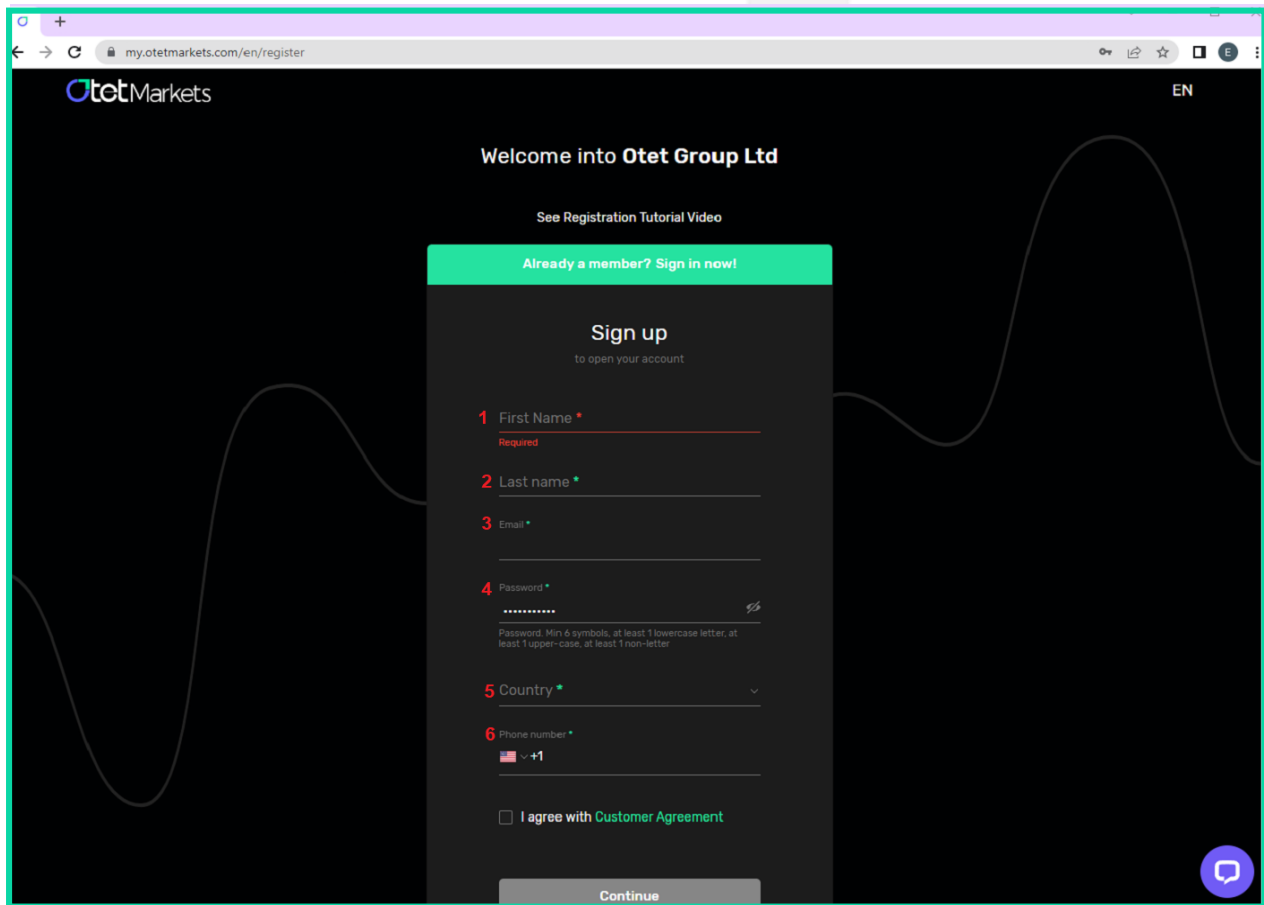 my.otetmarkets.com/en/register
E
OtetMarkets
EN
Welcome into Otet Group Ltd
See Registration Tutorial Video
Already a member? Sign in now!
Sign up
to open your account
1 First Name *
Required
2 Last name *
3 Email *
4 Password *
Password. Min 6 symbols, at least 1 lowercase letter, at
least 1 upper-case, at least 1 non-letter
5 Country *
6 Phone number *
+1
I agree with Customer Agreement
Continue